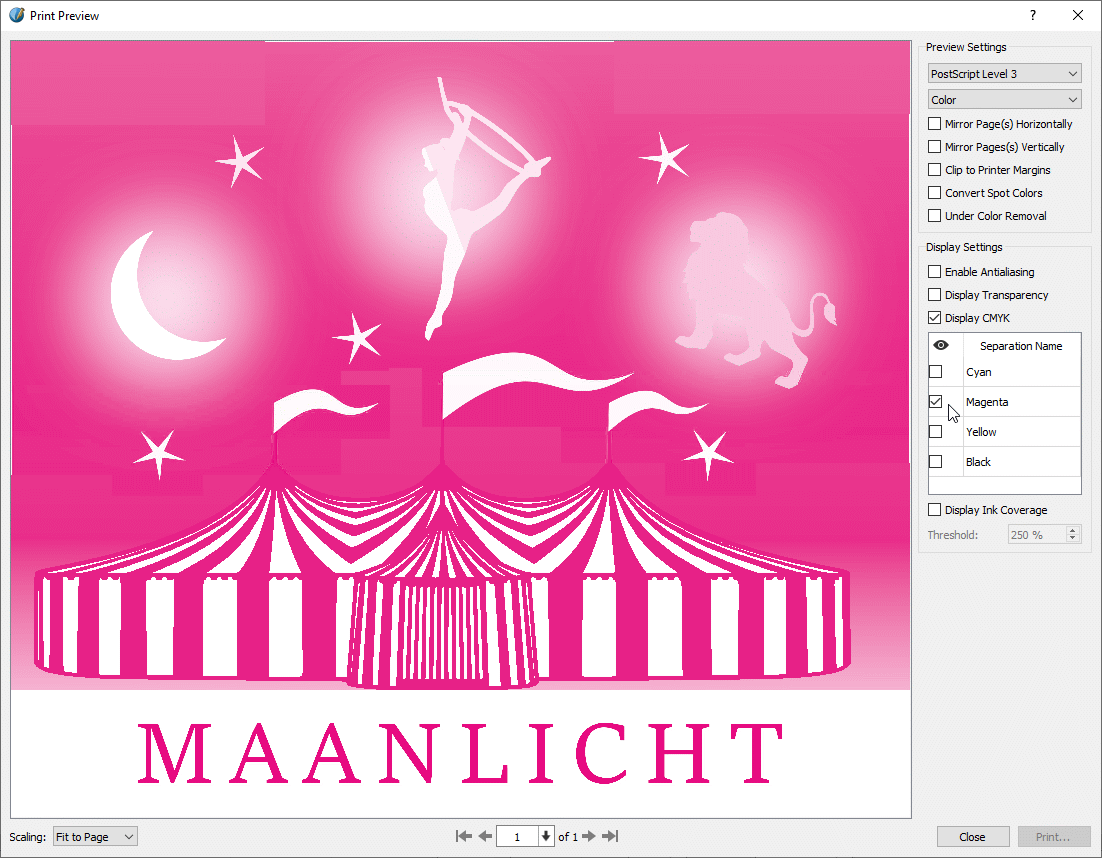 Print Preview
?
MAANLICHT
Preview Settings
PostScript Level 3
Color
Mirror Page(s) Horizontally
Mirror Pages(s) Vertically
Clip to Printer Margins
Convert Spot Colors
Under Color Removal
Display Settings
Enable Antialiasing
Display Transparency
Display CMYK
Separation Name
Cyan
Magenta
Yellow
Black
Display Ink Coverage
Threshold: 250 %
Scaling: Fit to Page 1 of 1 Close Print...